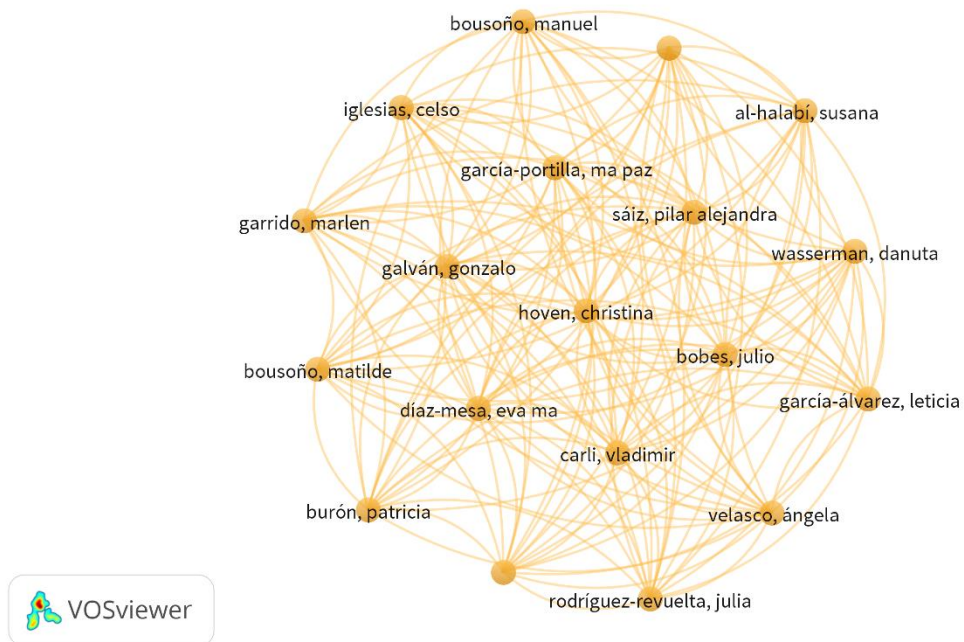 bousoño, manuel
iglesias, celso
al-halabí, susana
garcía-portilla, ma paz
sáiz, pilar alejandra
garrido, marlen
wasserman, danuta
galván, gonzalo
hoven, christina
bobes, julio
bousoño, matilde
díaz-mesa, eva ma
garcía-álvarez, leticia
carli, vladimir
burón, patricia
velasco, ángela
rodríguez-revuelta, julia
VOSviewer